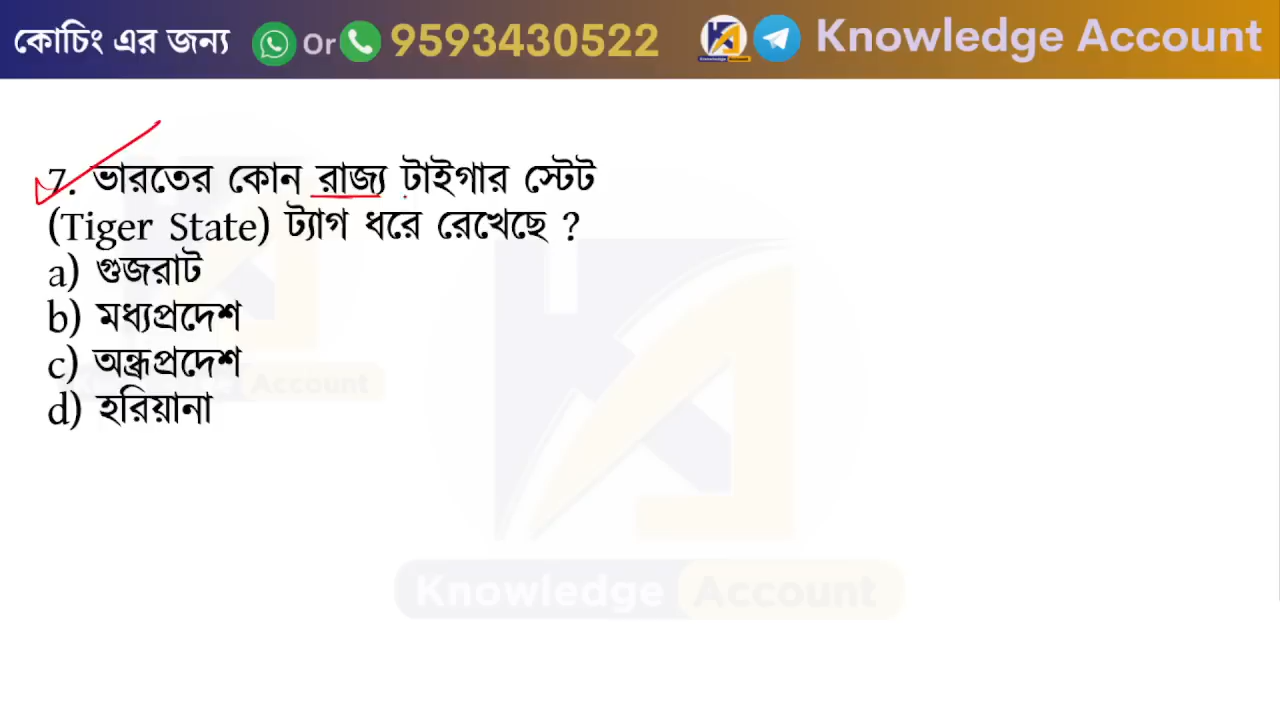 কোচিং এর জন্য Or 9593430522 Knowledge Account
7. ভারতের কোন রাজ্য টাইগার স্টেট
(Tiger State) ট্যাগ ধরে রেখেছে ?
a) গুজরাট
b) মধ্যপ্রদেশ
c) অন্ধ্রপ্রদেশ
d) হরিয়ানা
Account
Knowledge Account